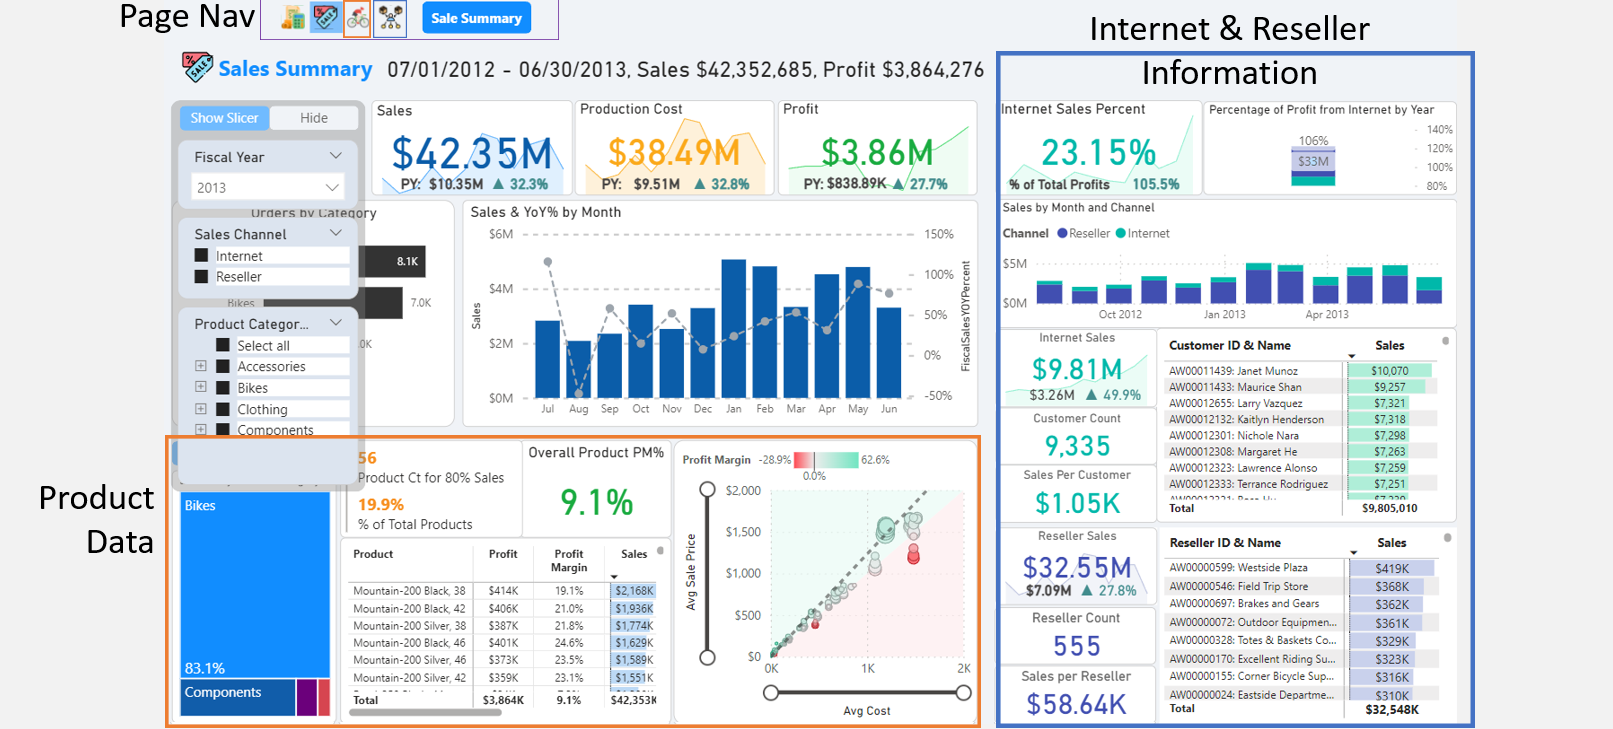 Page Nav
Sale Summary
Internet & Reseller
Information
Sales Summary
07/01/2012 - 06/30/2013, Sales $42,352,685, Profit $3,864,276
Show Slicer
Hide
Fiscal Year
2013
Orders by Category
Sales Channel
Internet
Reseller
8.1K
Bikes
7.0K
Product Categor...
Select all
Accessories
Bikes
Clothing
Components
Sales
$42.35M
PY: $10.35M ▲ 32.3%
Production Cost
$38.49M
PY: $9.51M ▲ 32.8%
Profit
$3.86M
PY: $838.89K ▲ 27.7%
Sales & YoY% by Month
$6M
$4M
$2M
$0M
Sales
150%
100%
50%
0%
-50%
FiscalSalesYOYPercent
Jul Aug Sep Oct Nov Dec Jan Feb Mar Apr May Jun
Internet Sales Percent
23.15%
% of Total Profits 105.5%
Percentage of Profit from Internet by Year
106%
$33M
140%
120%
100%
80%
Sales by Month and Channel
Channel Reseller Internet
$5M
$0M
Oct 2012 Jan 2013 Apr 2013
Internet Sales
$9.81M
$3.26M ▲ 49.9%
Customer Count
9,335
Sales Per Customer
$1.05K
Customer ID & Name Sales
AW00011439: Janet Munoz $10,070
AW00011433: Maurice Shan $9,257
AW00012655: Larry Vazquez $7,321
AW00012132: Kaitlyn Henderson $7,318
AW00012301: Nichole Nara $7,298
AW00012308: Margaret He $7,263
AW00012323: Lawrence Alonso $7,259
AW00012333: Terrance Rodriguez $7,251
Total $9,805,010
Reseller Sales
$32.55M
$7.09M ▲ 27.8%
Reseller Count
555
Sales per Reseller
$58.64K
Reseller ID & Name Sales
AW00000599: Westside Plaza $419K
AW00000546: Field Trip Store $368K
AW00000697: Brakes and Gears $362K
AW00000072: Outdoor Equipmen... $361K
AW00000328: Totes & Baskets Co... $329K
AW00000170: Excellent Riding Su... $323K
AW00000155: Corner Bicycle Sup... $316K
AW00000024: Eastside Departme... $310K
Total $32,548K
Product
Data
Bikes
83.1%
Components
56
Product Ct for 80% Sales
19.9%
% of Total Products
Overall Product PM%
9.1%
Product Profit Profit Margin Sales
Mountain-200 Black, 38 $414K 19.1% $2,168K
Mountain-200 Black, 42 $406K 21.0% $1,936K
Mountain-200 Silver, 38 $387K 21.8% $1,774K
Mountain-200 Black, 46 $401K 24.6% $1,629K
Mountain-200 Silver, 46 $373K 23.5% $1,589K
Mountain-200 Silver, 42 $359K 23.1% $1,551K
Total $3,864K 9.1% $42,353K
Profit Margin -28.9% 62.6%
0.0%
Avg Sale Price
$2,000
$1,500
$1,000
$500
$0
0K 1K 2K
Avg Cost